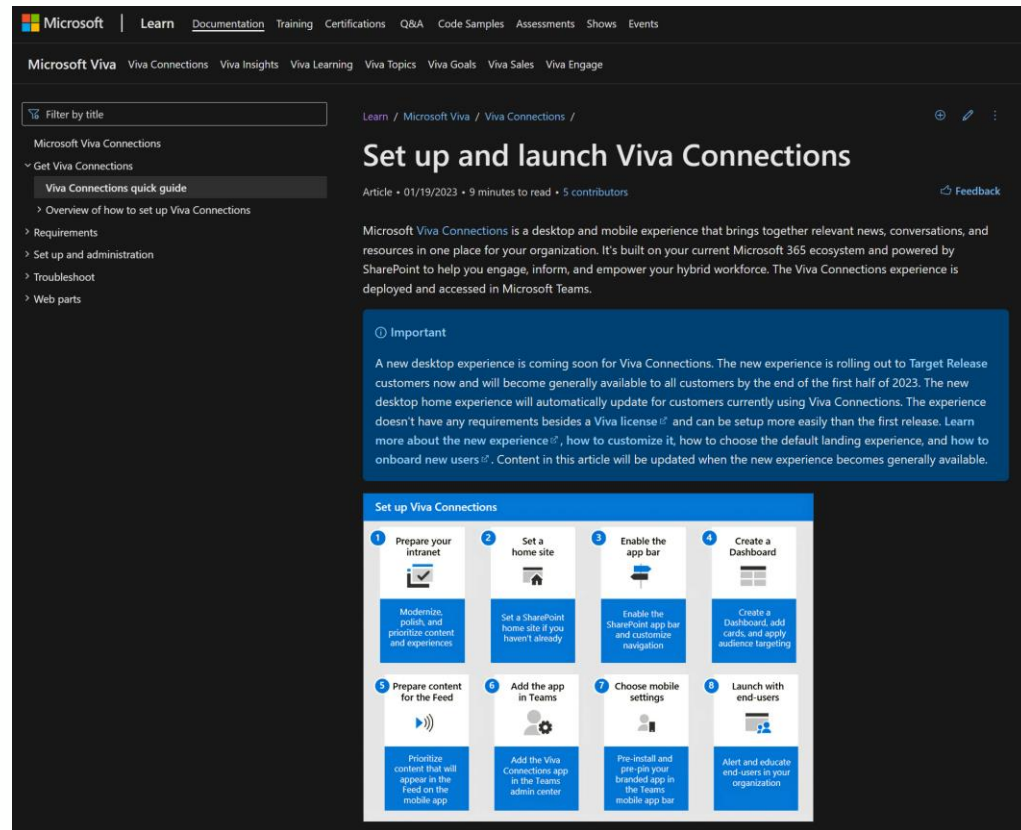 Microsoft | Learn Documentation Training Certifications Q&A Code Samples Assessments Shows Events
Microsoft Viva Viva Connections Viva Insights Viva Learning Viva Topics Viva Goals Viva Sales Viva Engage
Filter by title
Microsoft Viva Connections
Get Viva Connections
Viva Connections quick guide
Overview of how to set up Viva Connections
Requirements
Set up and administration
Troubleshoot
Web parts
Learn / Microsoft Viva / Viva Connections /
Set up and launch Viva Connections
Article • 01/19/2023 • 9 minutes to read • 5 contributors
Feedback
Microsoft Viva Connections is a desktop and mobile experience that brings together relevant news, conversations, and
resources in one place for your organization. It's built on your current Microsoft 365 ecosystem and powered by
SharePoint to help you engage, inform, and empower your hybrid workforce. The Viva Connections experience is
deployed and accessed in Microsoft Teams.
Important
A new desktop experience is coming soon for Viva Connections. The new experience is rolling out to Target Release
customers now and will become generally available to all customers by the end of the first half of 2023. The new
desktop home experience will automatically update for customers currently using Viva Connections. The experience
doesn't have any requirements besides a Viva license and can be setup more easily than the first release. Learn
more about the new experience, how to customize it, how to choose the default landing experience, and how to
onboard new users. Content in this article will be updated when the new experience becomes generally available.
Set up Viva Connections
1 Prepare your
intranet
Modernize,
polish, and
prioritize content
and experiences
2 Set a
home site
Set a SharePoint
home site if you
haven't already
3 Enable the
app bar
Enable the
SharePoint app bar
and customize
navigation
4 Create a
Dashboard
Create a
Dashboard, add
cards, and apply
audience targeting
5 Prepare content
for the Feed
Prioritize
content that will
appear in the
Feed on the
mobile app
6 Add the app
in Teams
Add the Viva
Connections app
in the Teams
admin center
7 Choose mobile
settings
Pre-install and
pre-pin your
branded app in
the Teams
mobile app bar
8 Launch with
end-users
Alert and educate
end-users in your
organization